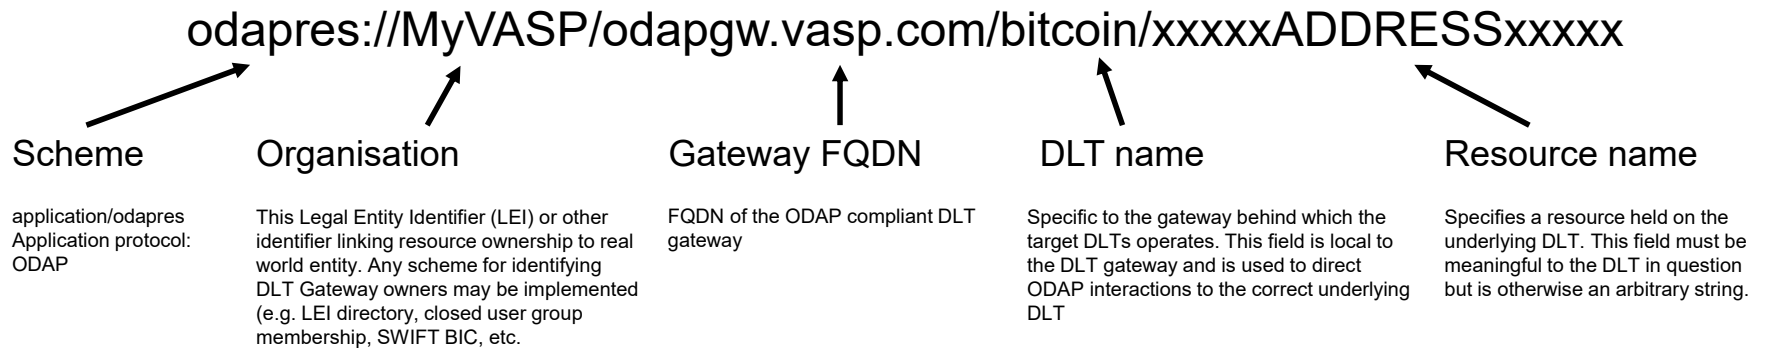 odapres://MyVASP/odapgw.vasp.com/bitcoin/xxxxxADDRESSxxxxx
Scheme
application/odapres
Application protocol:
ODAP
Organisation
This Legal Entity Identifier (LEI) or other
identifier linking resource ownership to real
world entity. Any scheme for identifying
DLT Gateway owners may be implemented
(e.g. LEI directory, closed user group
membership, SWIFT BIC, etc.
Gateway FQDN
FQDN of the ODAP compliant DLT
gateway
DLT name
Specific to the gateway behind which the
target DLTs operates. This field is local to
the DLT gateway and is used to direct
ODAP interactions to the correct underlying
DLT
Resource name
Specifies a resource held on the
underlying DLT. This field must be
meaningful to the DLT in question
but is otherwise an arbitrary string.